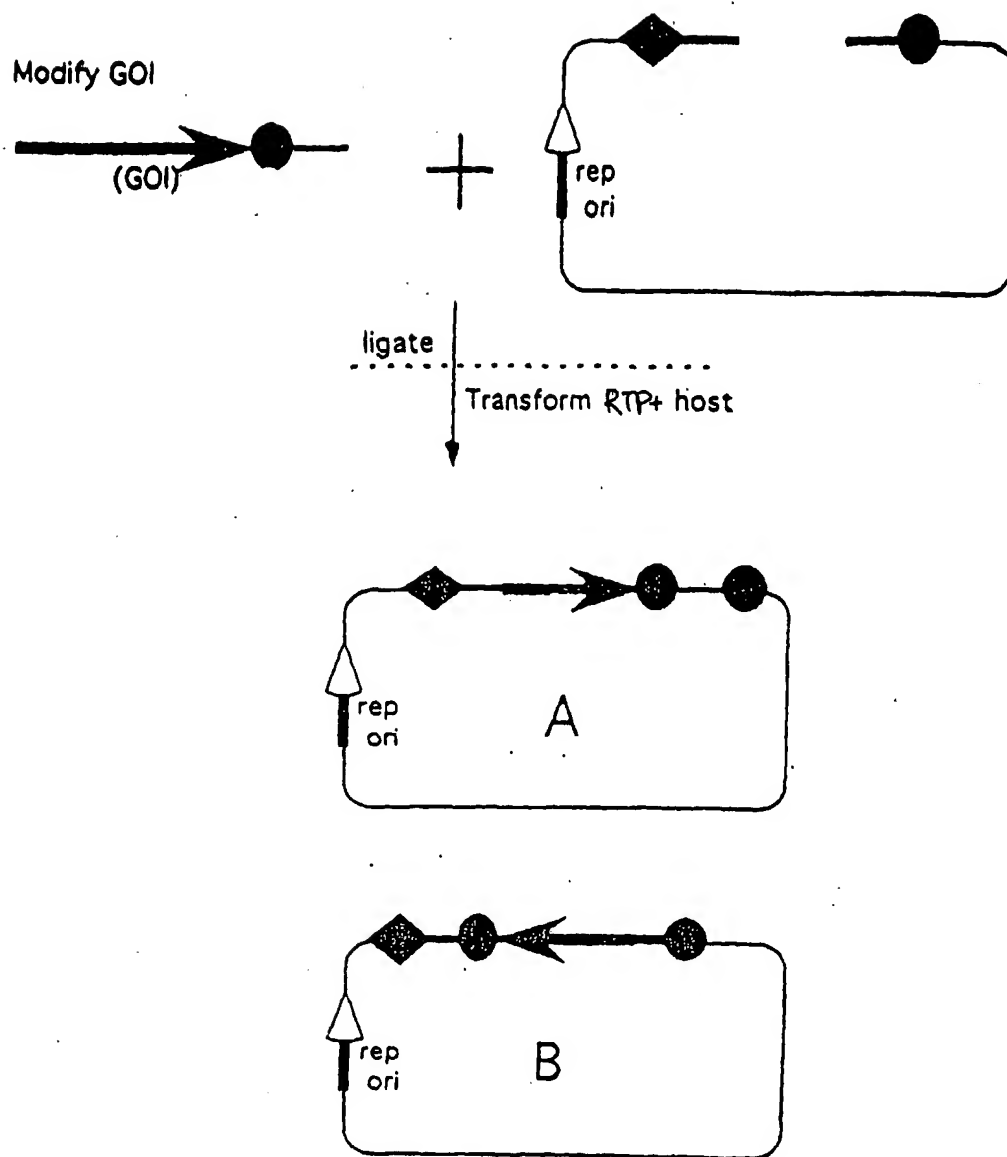 Modify GOI
(GOI)
rep
ori
ligate
Transform RTP+ host
rep
ori
A
rep
ori
B